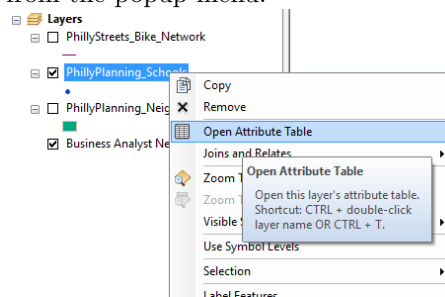 from the popup menu.
Layers
PhillyStreets_Bike_Network
PhillyPlanning_Schools
PhillyPlanning_Neig
Business Analyst Ne
Copy
Remove
Open Attribute Table
Joins and Relates
Zoom T
Zoom T
Visible S
Use Symbol Levels
Selection
Label Features
Open Attribute Table
Open this layer's attribute table.
Shortcut: CTRL + double-click
layer name OR CTRL + T.